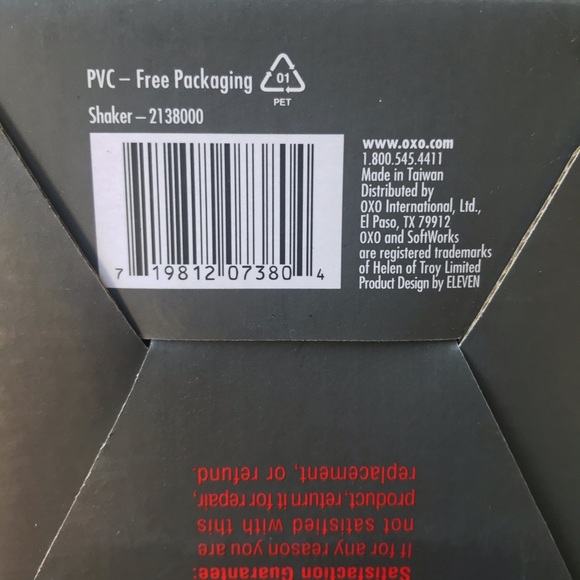 PVC – Free Packaging
01
PET
Shaker – 2138000
7 19812 07380 4
www.oxo.com
1.800.545.4411
Made in Taiwan
Distributed by
OXO International, Ltd.,
El Paso, TX 79912
OXO and SoftWorks
are registered trademarks
of Helen of Troy Limited
Product Design by ELEVEN
Satisfaction Guarantee:
If for any reason you are
not satisfied with this
product, return it for repair,
replacement, or refund.